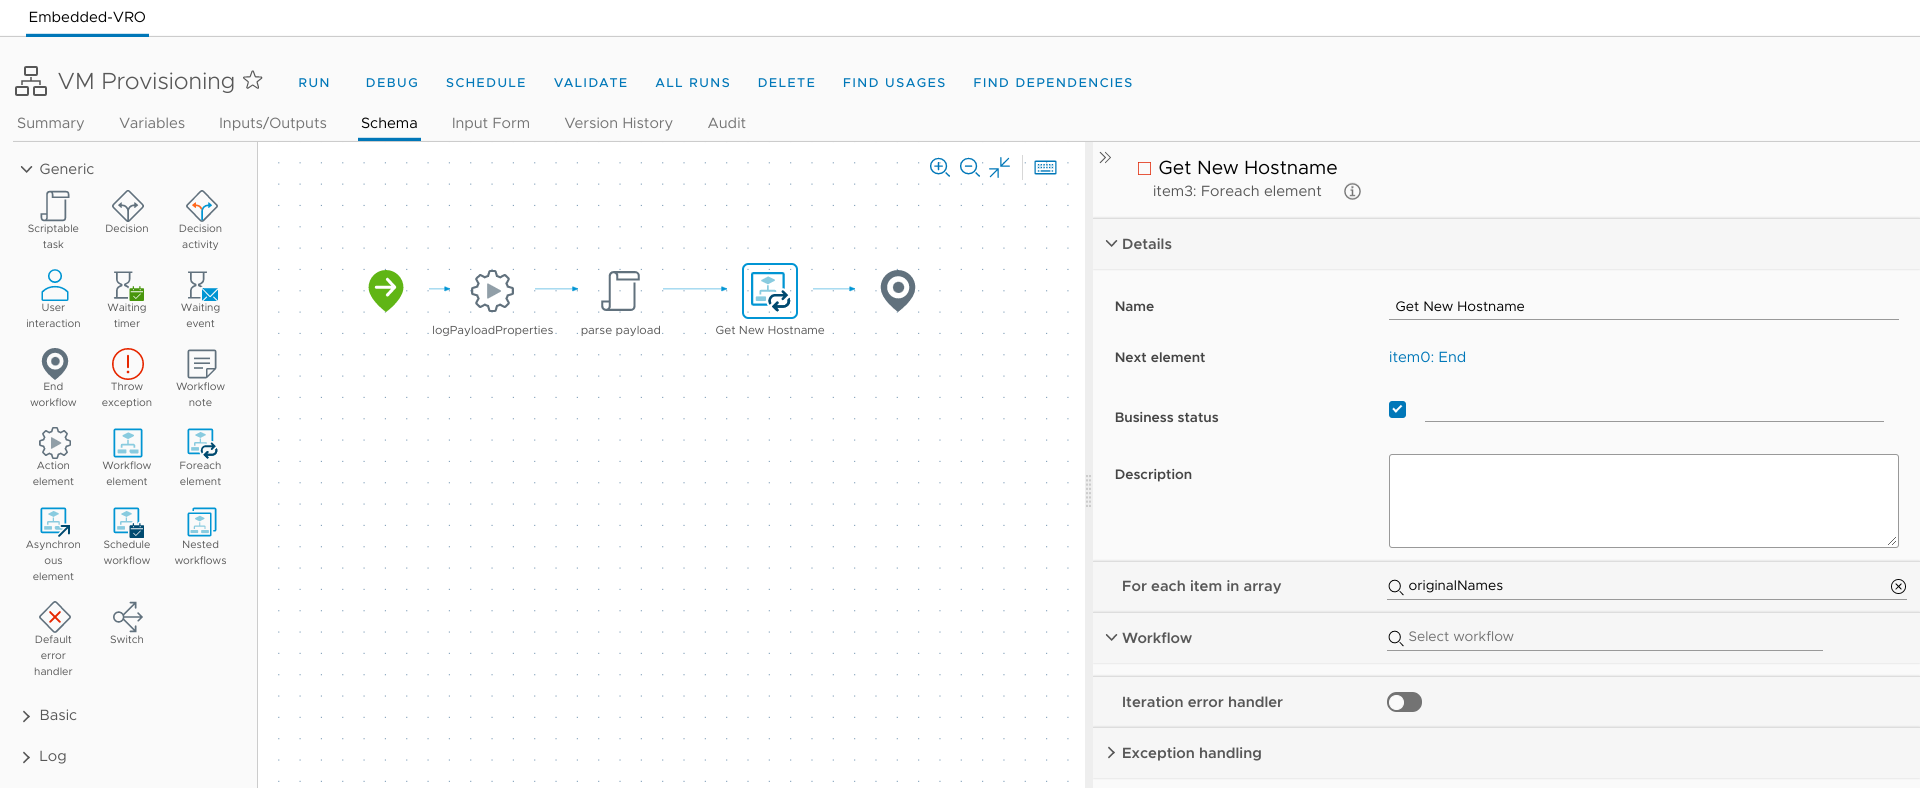 Embedded-VRO
VM Provisioning
RUN
DEBUG
SCHEDULE
VALIDATE
ALL RUNS
DELETE
FIND USAGES
FIND DEPENDENCIES
Summary
Variables
Inputs/Outputs
Schema
Input Form
Version History
Audit
Generic
Scriptable
task
Decision
Decision
activity
User
interaction
Waiting
timer
Waiting
event
End
workflow
Throw
exception
Workflow
note
Action
element
Workflow
element
Foreach
element
Asynchron
ous
element
Schedule
workflow
Nested
workflows
Default
error
handler
Switch
Basic
Log
logPayloadProperties
parse payload
Get New Hostname
Get New Hostname
item3: Foreach element
Details
Name
Get New Hostname
Next element
item0: End
Business status
Description
For each item in array
originalNames
Workflow
Select workflow
Iteration error handler
Exception handling